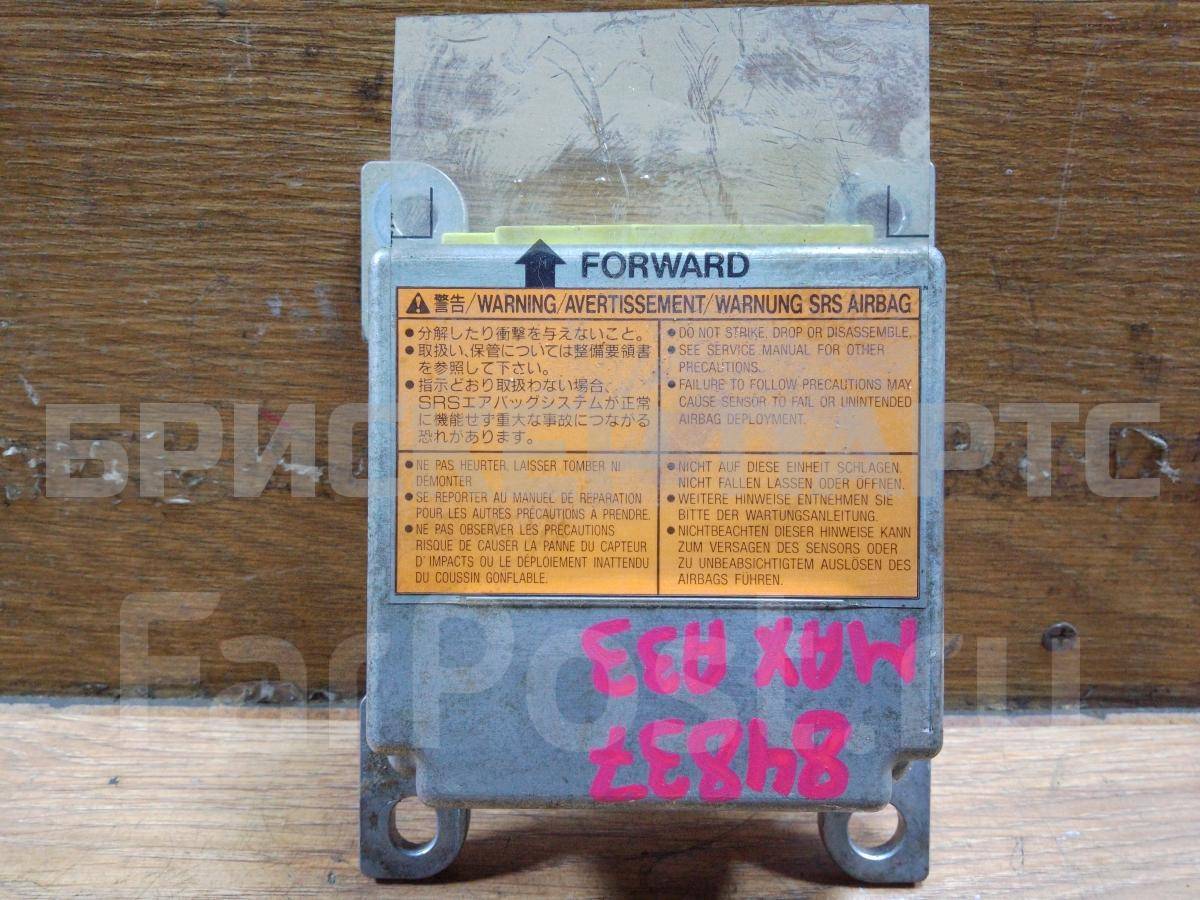 FORWARD
警告/WARNING/AVERTISSEMENT/WARNUNG SRS AIRBAG
● 分解したり衝撃を与えないこと。
● 取扱い、保管については整備要領書
を参照して下さい。
● 指示どおり取扱わない場合、
SRSエアバッグシステムが正常
に機能せず重大な事故につながる
恐れがあります。
● DO NOT STRIKE, DROP OR DISASSEMBLE.
● SEE SERVICE MANUAL FOR OTHER
PRECAUTIONS.
● FAILURE TO FOLLOW PRECAUTIONS MAY
CAUSE SENSOR TO FAIL OR UNINTENDED
AIRBAG DEPLOYMENT.
● NE PAS HEURTER, LAISSER TOMBER NI
DEMONTER
● SE REPORTER AU MANUEL DE REPARATION
POUR LES AUTRES PRÉCAUTIONS À PRENDRE.
● NE PAS OBSERVER LES PRÉCAUTIONS
RISQUE DE CAUSER LA PANNE DU CAPTEUR
D'IMPACTS OU LE DÉPLOIEMENT INATTENDU
DU COUSSIN GONFLABLE.
● NICHT AUF DIESE EINHEIT SCHLAGEN,
NICHT FALLEN LASSEN ODER ÖFFNEN.
● WEITERE HINWEISE ENTNEHMEN SIE
BITTE DER WARTUNGSANLEITUNG.
● NICHTBEACHTEN DIESER HINWEISE KANN
ZUM VERSAGEN DES SENSORS ODER
ZU UNBEABSICHTIGTEM AUSLÖSEN DES
AIRBAGS FÜHREN.
84837
MAX A33
FarPost.ru